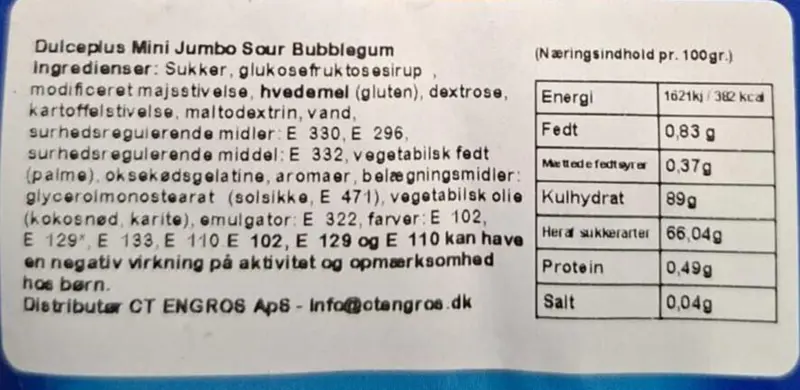 Dulceplus Mini Jumbo Sour Bubblegum
Ingredienser: Sukker, glukosefruktosesirup ,
modificeret majsstivelse, hvedemel (gluten), dextrose,
kartoffelstivelse, maltodextrin, vand,
surhedsregulerende midler: E 330, E 296,
surhedsregulerende middel: E 332, vegetabilsk fedt
(palme), oksekødsgelatine, aromaer, belægningsmidler:
glycerolmonostearat (solsikke, E 471), vegetabilsk olie
(kokosnød, karite), emulgator: E 322, farver: E 102,
E 129*, E 133, E 110 E 102, E 129 og E 110 kan have
en negativ virkning på aktivitet og opmærksomhed
hos børn.
Distributør CT ENGROS ApS - Info@ctengros.dk
(Næringsindhold pr. 100gr.)
Energi 1621kj / 382 kcal
Fedt 0,83 g
Mættede fedtsyrer 0,37g
Kulhydrat 89g
Heraf sukkerarter 66,04g
Protein 0,49g
Salt 0,04g